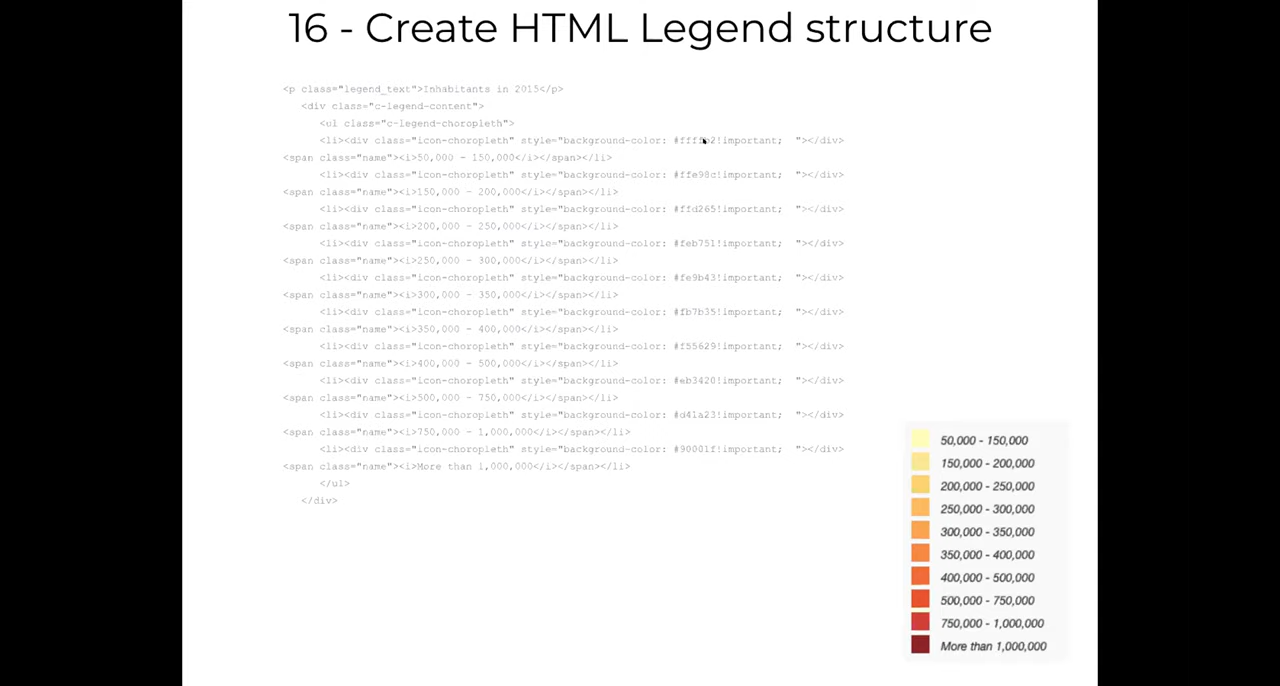 16 - Create HTML Legend structure
<p class="legend_text">Inhabitants in 2015</p>
<div class="c-legend-content">
<ul class="c-legend-choropleth">
<li><div class="icon-choropleth" style="background-color: !important; "></div>
<span class="name"><i>50,000 - 150,000</i></span></li>
<li><div class="icon-choropleth" style="background-color: #ffe98c!important; "></div>
<span class="name"><i>150,000 - 200,000</i></span></li>
<li><div class="icon-choropleth" style="background-color: #ffd265!important; "></div>
<span class="name"><i>200,000 - 250,000</i></span></li>
<li><div class="icon-choropleth" style="background-color: #feb751!important; "></div>
<span class="name"><i>250,000 - 300,000</i></span></li>
<li><div class="icon-choropleth" style="background-color: #fe9b43!important; "></div>
<span class="name"><i>300,000 - 350,000</i></span></li>
<li><div class="icon-choropleth" style="background-color: #fb7b35!important; "></div>
<span class="name"><i>350,000 - 400,000</i></span></li>
<li><div class="icon-choropleth" style="background-color: #f55629!important; "></div>
<span class="name"><i>400,000 - 500,000</i></span></li>
<li><div class="icon-choropleth" style="background-color: #eb3420!important; "></div>
<span class="name"><i>500,000 - 750,000</i></span></li>
<li><div class="icon-choropleth" style="background-color: #d41a23!important; "></div>
<span class="name"><i>750,000 - 1,000,000</i></span></li>
<li><div class="icon-choropleth" style="background-color: #90001f!important; "></div>
<span class="name"><i>More than 1,000,000</i></span></li>
</ul>
</div>
50,000 - 150,000
150,000 - 200,000
200,000 - 250,000
250,000 - 300,000
300,000 - 350,000
350,000 - 400,000
400,000 - 500,000
500,000 - 750,000
750,000 - 1,000,000
More than 1,000,000